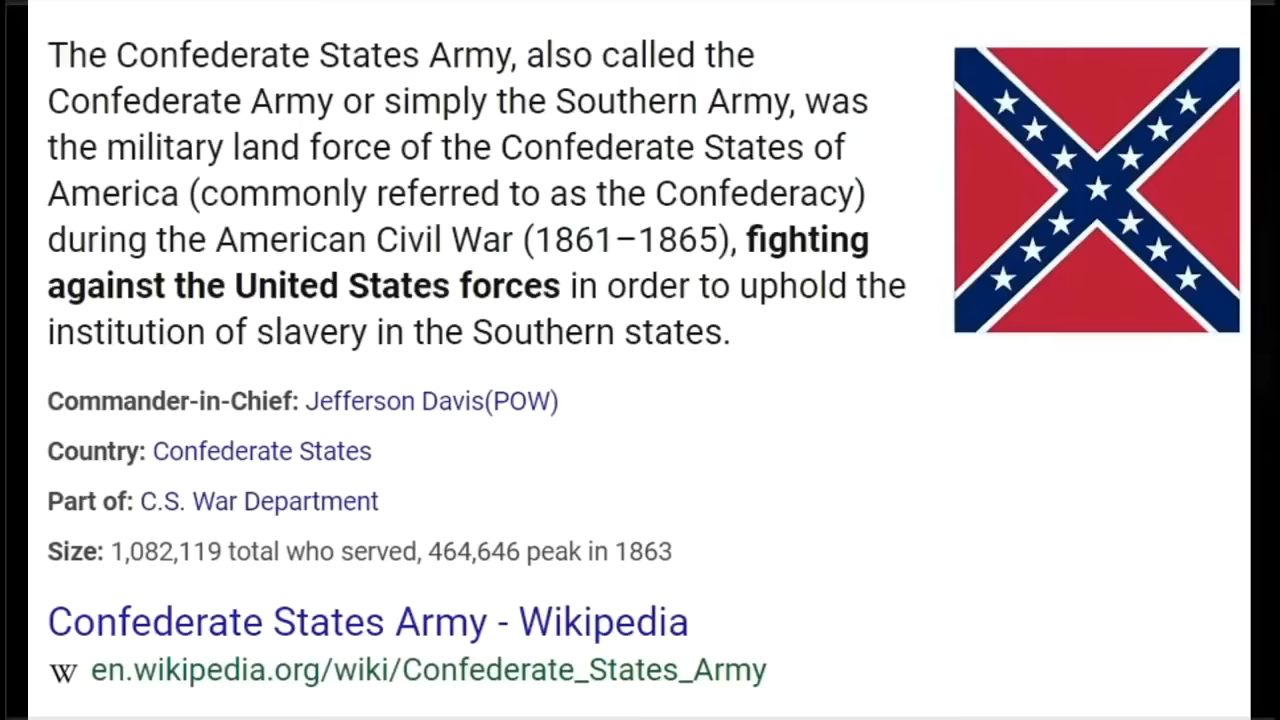 The Confederate States Army, also called the
Confederate Army or simply the Southern Army, was
the military land force of the Confederate States of
America (commonly referred to as the Confederacy)
during the American Civil War (1861–1865), fighting
against the United States forces in order to uphold the
institution of slavery in the Southern states.
Commander-in-Chief: Jefferson Davis(POW)
Country: Confederate States
Part of: C.S. War Department
Size: 1,082,119 total who served, 464,646 peak in 1863
Confederate States Army - Wikipedia
W en.wikipedia.org/wiki/Confederate_States_Army